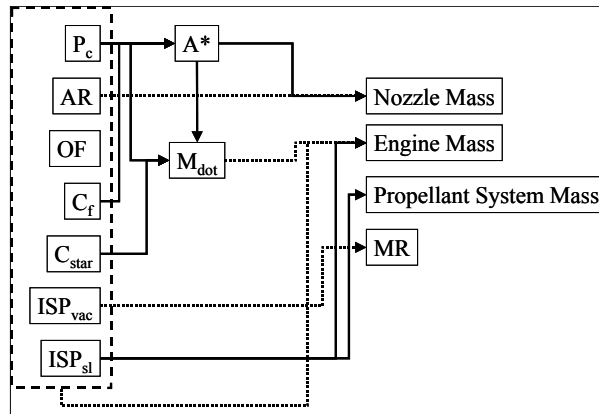 P_c
A*
AR
Nozzle Mass
OF
M_dot
Engine Mass
C_f
Propellant System Mass
C_star
MR
ISP_vac
ISP_sl